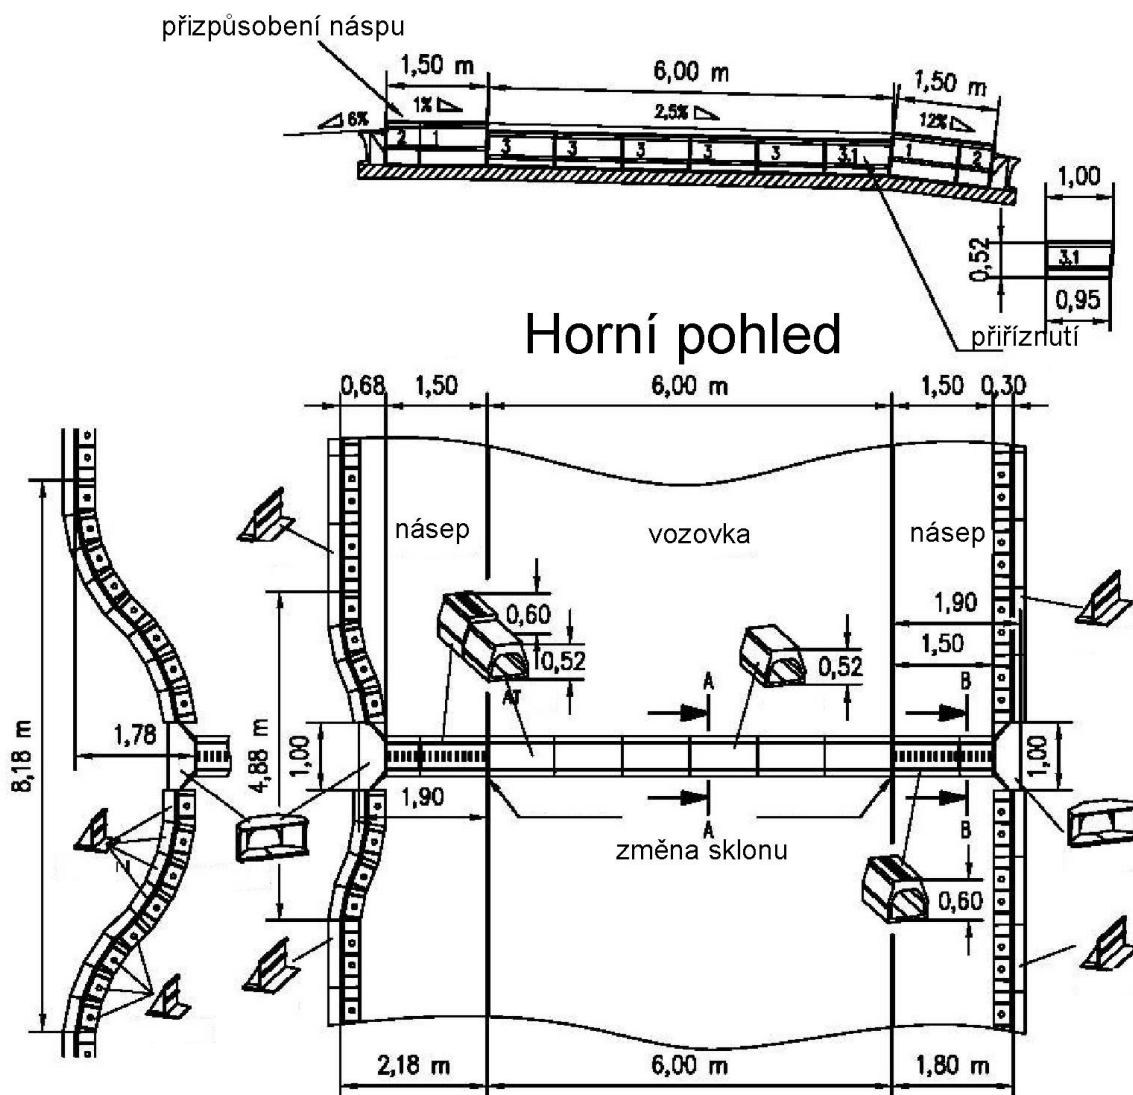 přizpůsobení náspu
1,50 m
6,00 m
1,50 m
6%
1%
2,5%
12%
2
1
3
3
3
3
3
3.1
1
2
1,00
0,52
3.1
0,95
přiříznutí
Horní pohled
0,68
1,50
6,00 m
1,50
0,30
násep
vozovka
násep
1,90
1,50
0,60
0,52
AT
0,52
A
B
8,18 m
1,78
4,88 m
1,00
1,00
1,90
A
B
změna sklonu
0,60
2,18 m
6,00 m
1,80 m